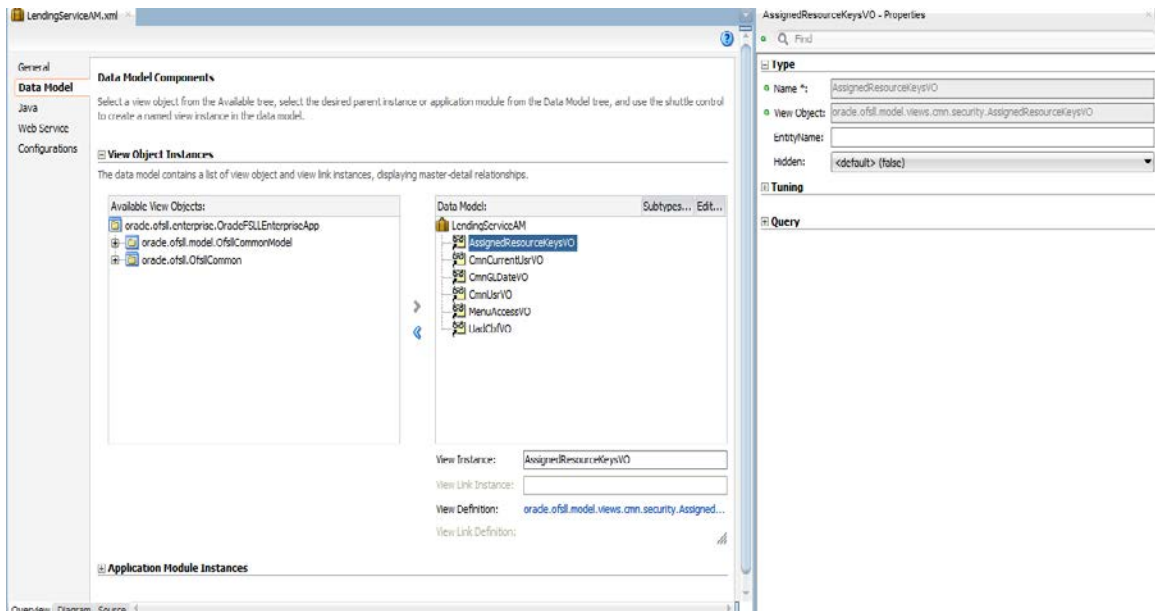 LendingServiceAM.xml
General
Data Model
Java
Web Service
Configurations
Data Model Components
Select a view object from the Available tree, select the desired parent instance or application module from the Data Model tree, and use the shuttle control
to create a named view instance in the data model.
View Object Instances
The data model contains a list of view object and view link instances, displaying master-detail relationships.
Available View Objects:
oracle.ofsll.enterprise.OracleFSLLEnterpriseApp
oracle.ofsll.model.OfsllCommonModel
oracle.ofsll.OfsllCommon
Data Model: Subtypes... Edit...
LendingServiceAM
AssignedResourceKeysVO
CmnCurrentUsrVO
CmnGLDateVO
CmnUsrVO
MenuAccessVO
View Instance: AssignedResourceKeysVO
View Link Instance:
View Definition: oracle.ofsll.model.views.cmn.security.Assigned...
View Link Definition:
Application Module Instances
Overview Diagram Source
AssignedResourceKeysVO - Properties
Find
Type
Name *: AssignedResourceKeysVO
View Object: oracle.ofsll.model.views.cmn.security.AssignedResourceKeysVO
EntityName:
Hidden: <default> (false)
Tuning
Query